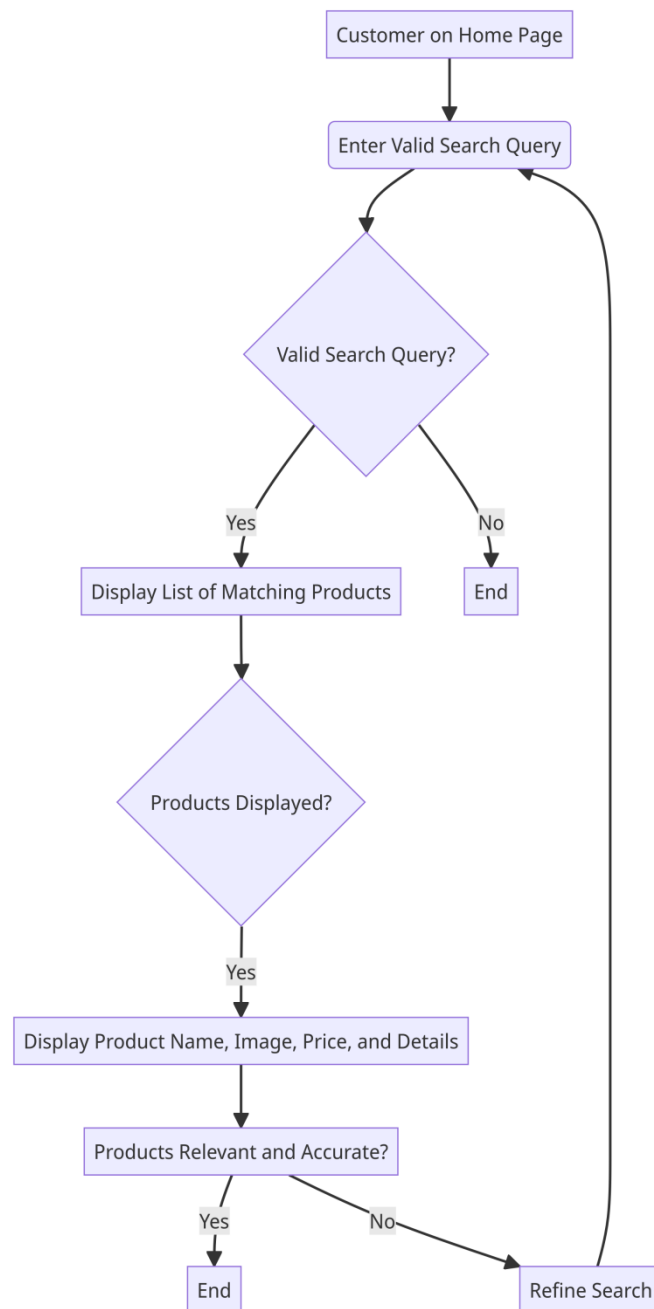 Customer on Home Page
Enter Valid Search Query
Valid Search Query?
Yes
No
Display List of Matching Products
End
Products Displayed?
Yes
Display Product Name, Image, Price, and Details
Products Relevant and Accurate?
Yes
No
End
Refine Search